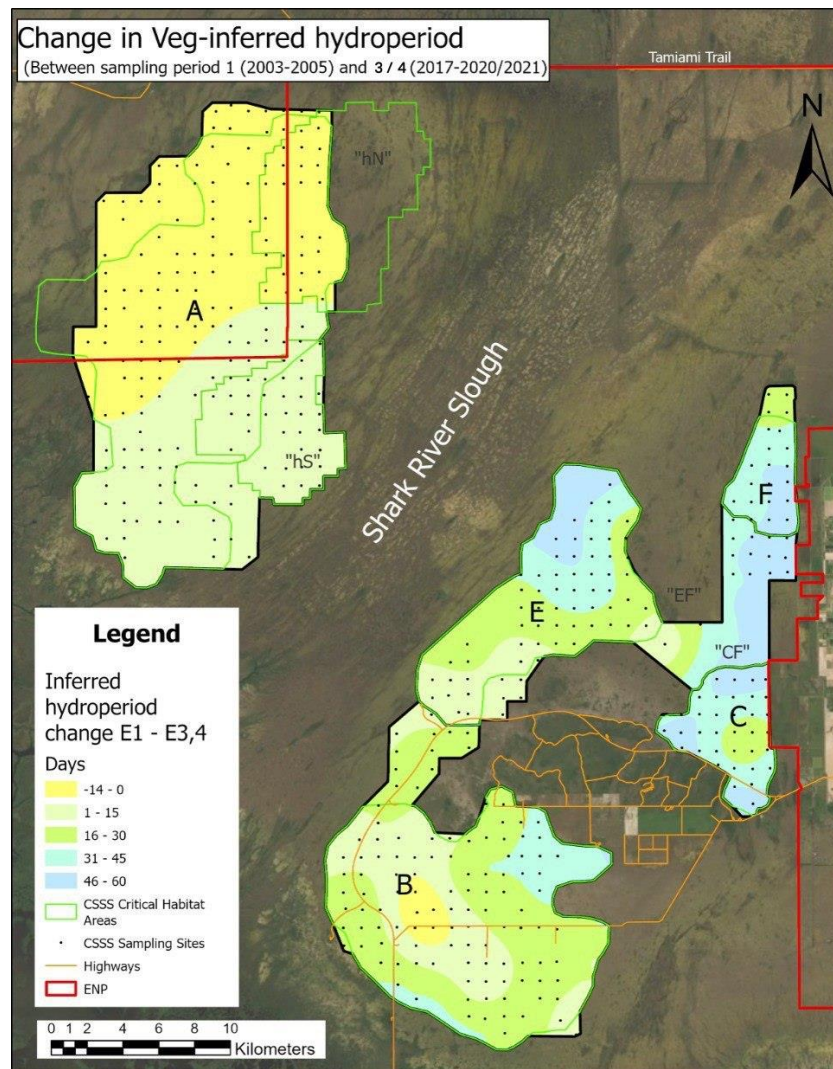 Change in Veg-inferred hydroperiod
(Between sampling period 1 (2003-2005) and 3 / 4 (2017-2020/2021)
Tamiami Trail
N
"hN"
A
Shark River Slough
"hS"
F
E
"EF"
"CF"
C
B
Legend
Inferred
hydroperiod
change E1 - E3,4
Days
-14 - 0
1 - 15
16 - 30
31 - 45
46 - 60
CSSS Critical Habitat
Areas
CSSS Sampling Sites
Highways
ENP
0 1 2 4 6 8 10
Kilometers